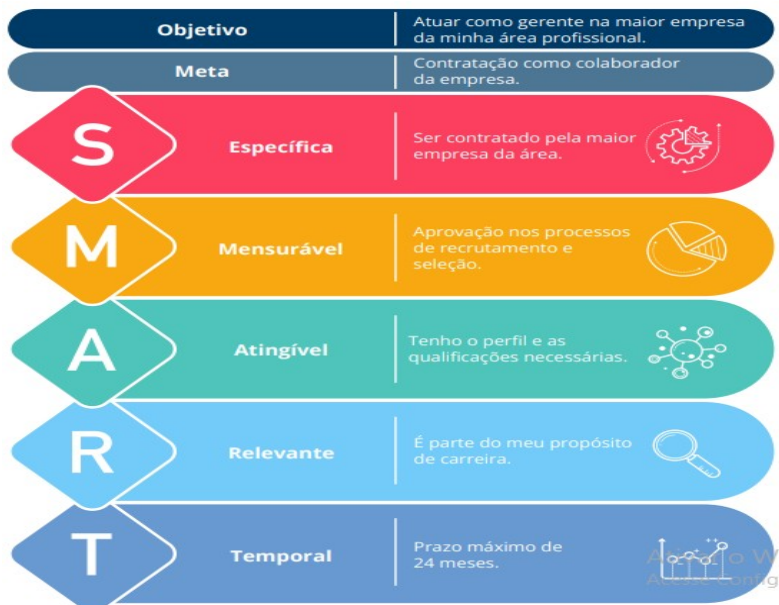 Objetivo
Atuar como gerente na maior empresa
da minha área profissional.
Meta
Contratação como colaborador
da empresa.
S
Específica
Ser contratado pela maior
empresa da área.
M
Mensurável
Aprovação nos processos
de recrutamento e
seleção.
A
Atingível
Tenho o perfil e as
qualificações necessárias.
R
Relevante
É parte do meu propósito
de carreira.
T
Temporal
Prazo máximo de
24 meses.
o W
Acesse Config